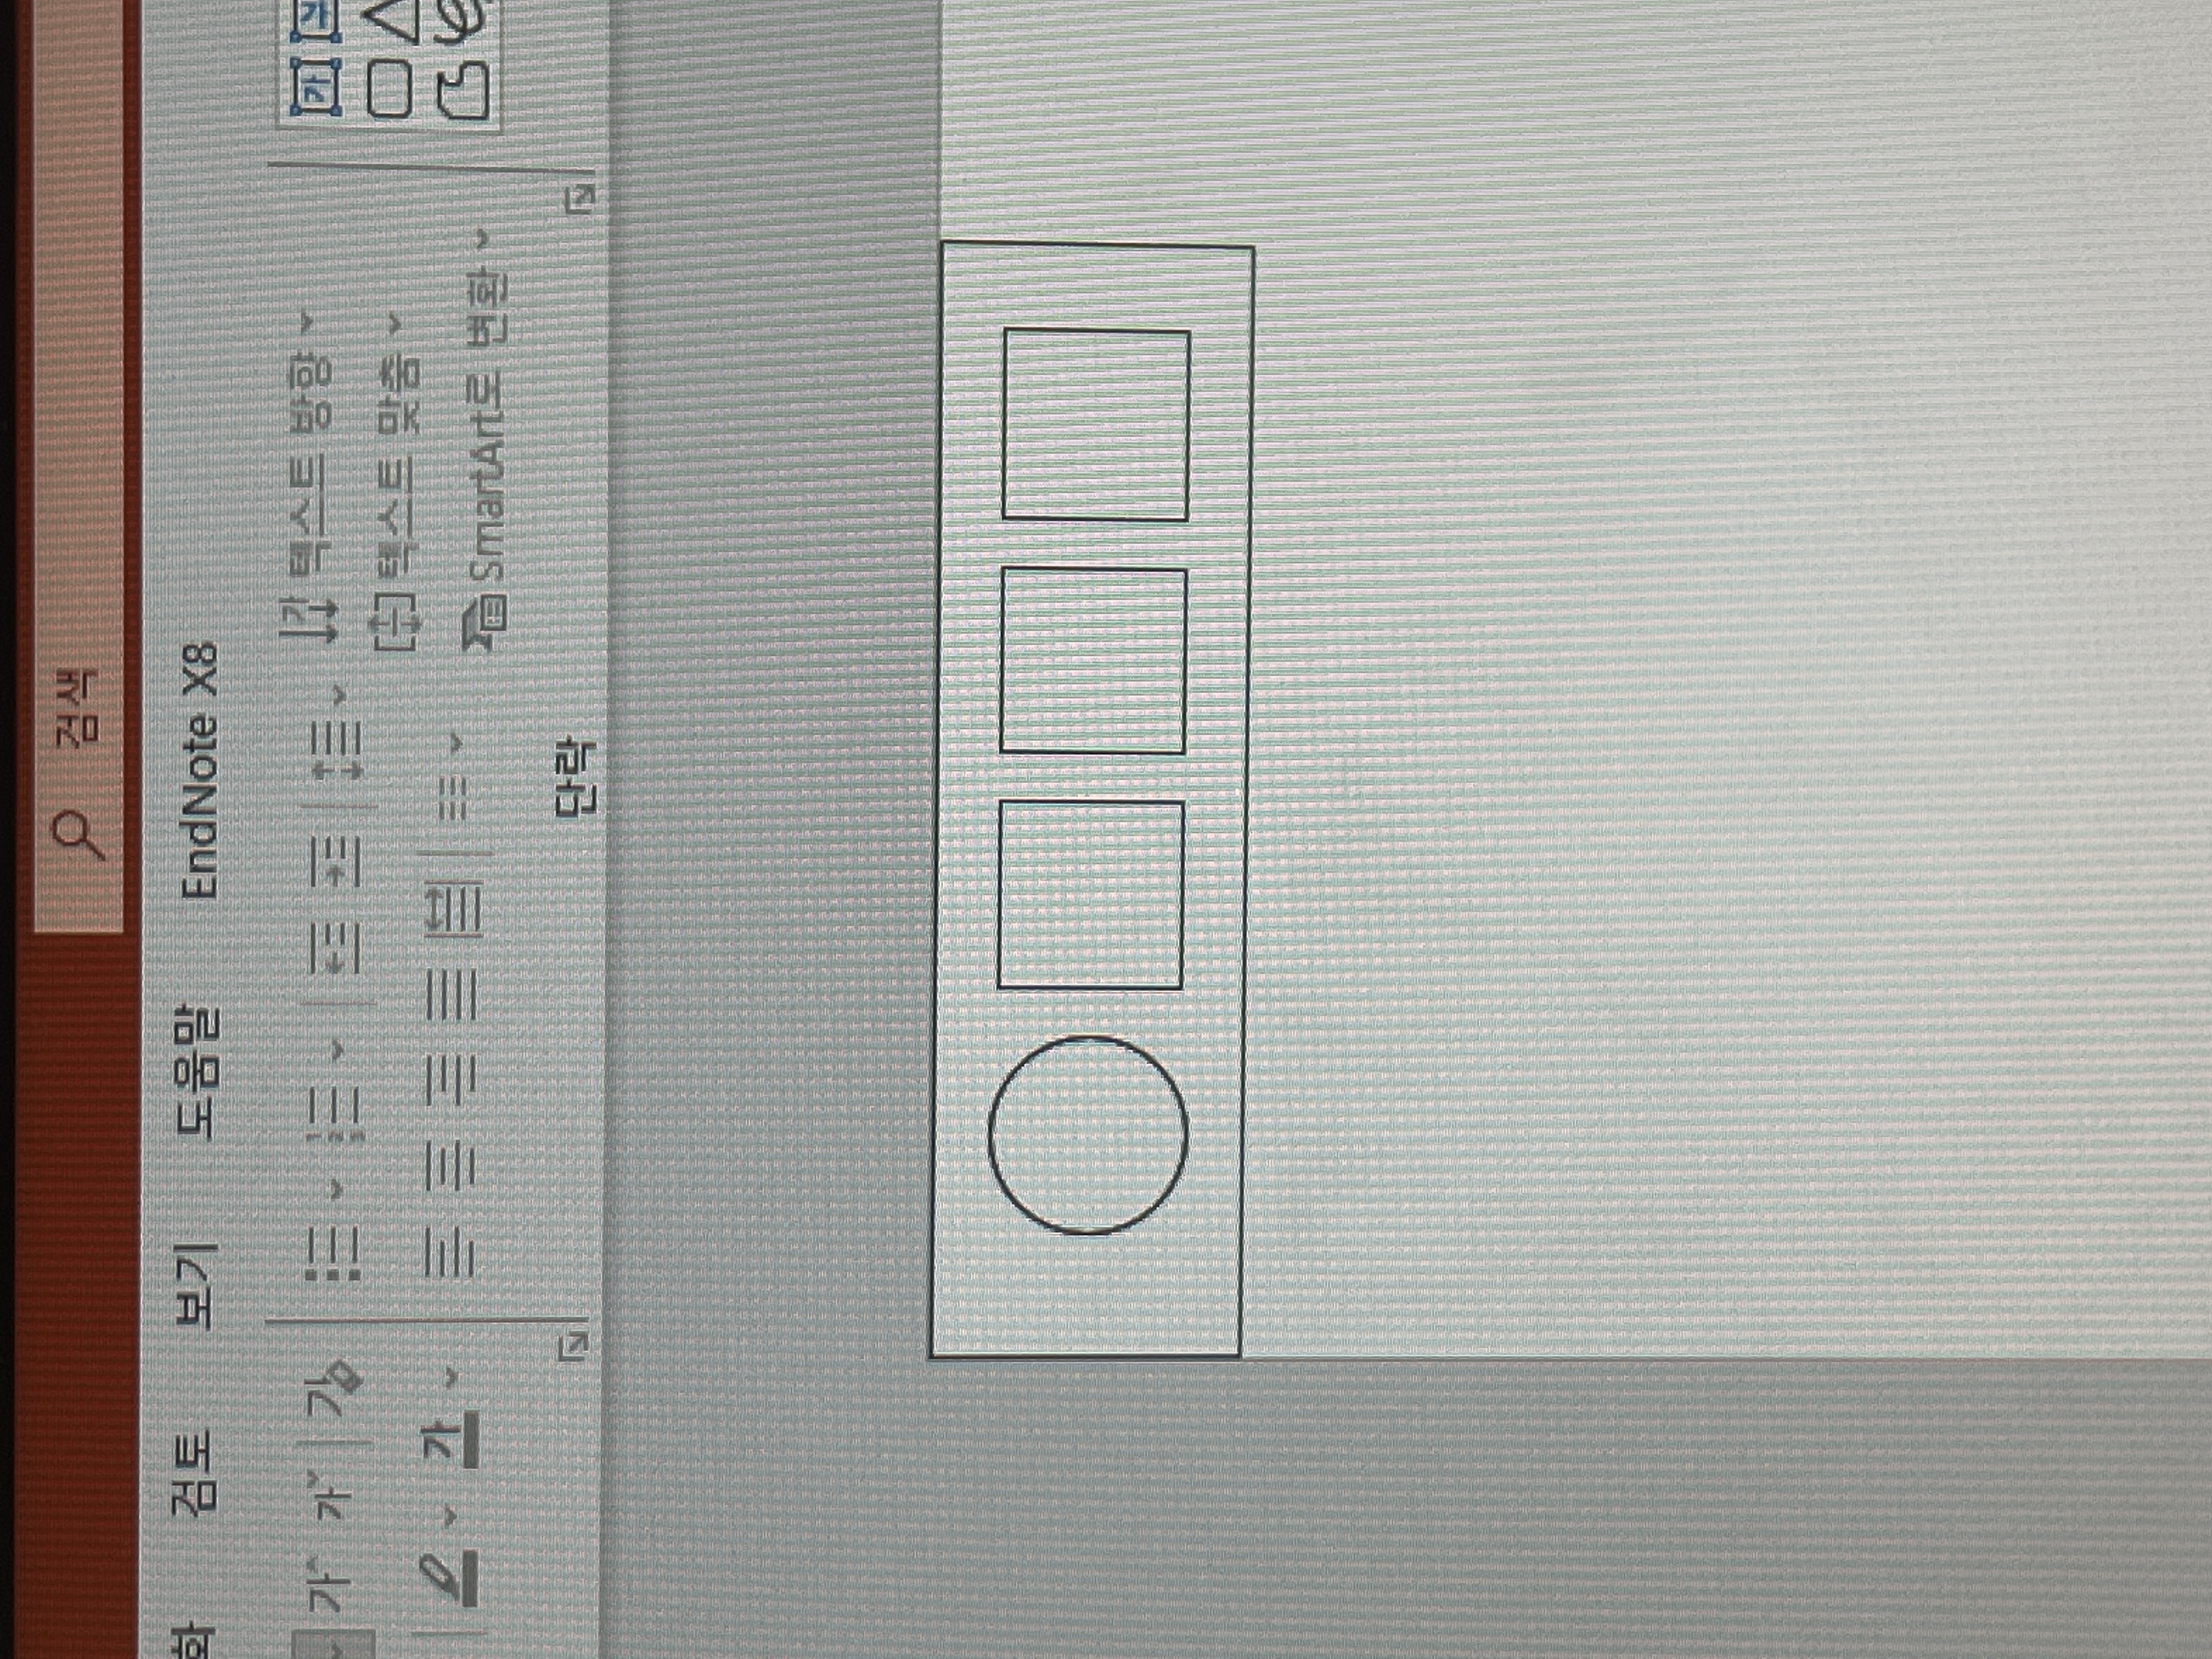 검색
화 검토 보기 도움말 EndNote X8
가 가 가 텍스트 방향
텍스트 맞춤
가 SmartArt로 변환
단락